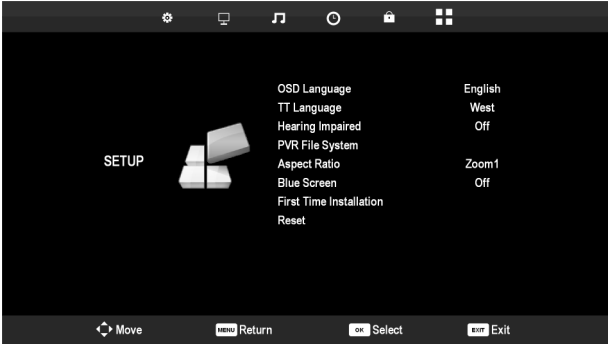 SETUP
OSD Language English
TT Language West
Hearing Impaired Off
PVR File System
Aspect Ratio Zoom1
Blue Screen Off
First Time Installation
Reset
Move MENU Return OK Select EXIT Exit